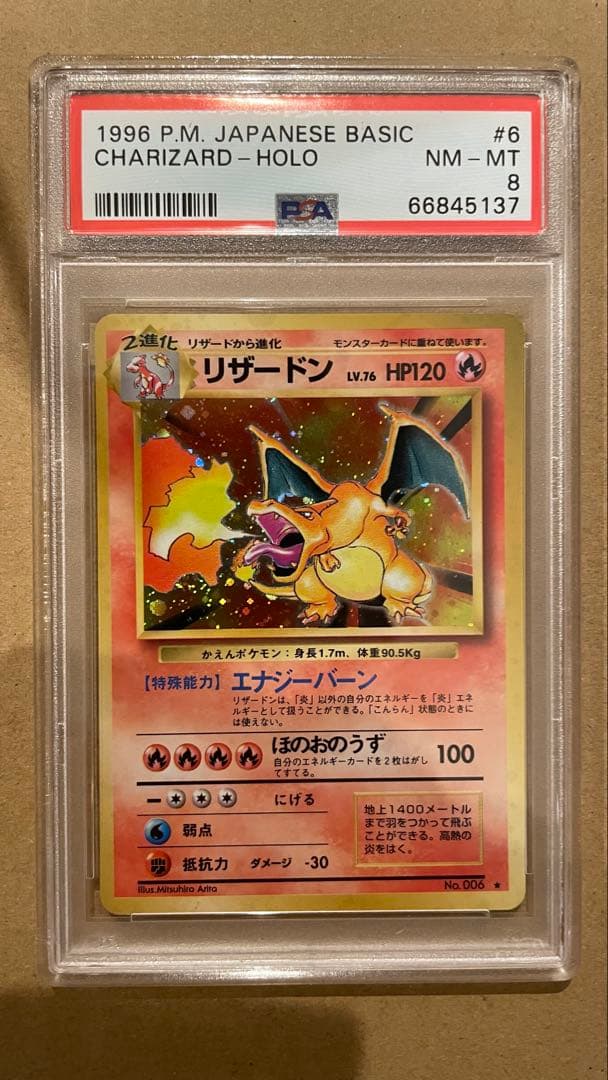 1996 P.M. JAPANESE BASIC #6
CHARIZARD - HOLO NM - MT
8
PSA 66845137
2進化 リザードから進化 モンスターカードに重ねて使います。
リザードン LV.76 HP120
かえんポケモン：身長1.7m、体重90.5Kg
【特殊能力】エナジーバーン
リザードンは、「炎」以外の自分のエネルギーを「炎」エネ
ルギーとして扱うことができる。「こんらん」状態のときに
は使えない。
ほのおのうず 100
自分のエネルギーカードを2枚はがし
てすてる。
ー にげる
弱点
抵抗力 ダメージ -30
地上1400メートル
まで羽をつかって飛ぶ
ことができる。高熱の
炎をはく。
Illus.Mitsuhiro Arita No.006 ★